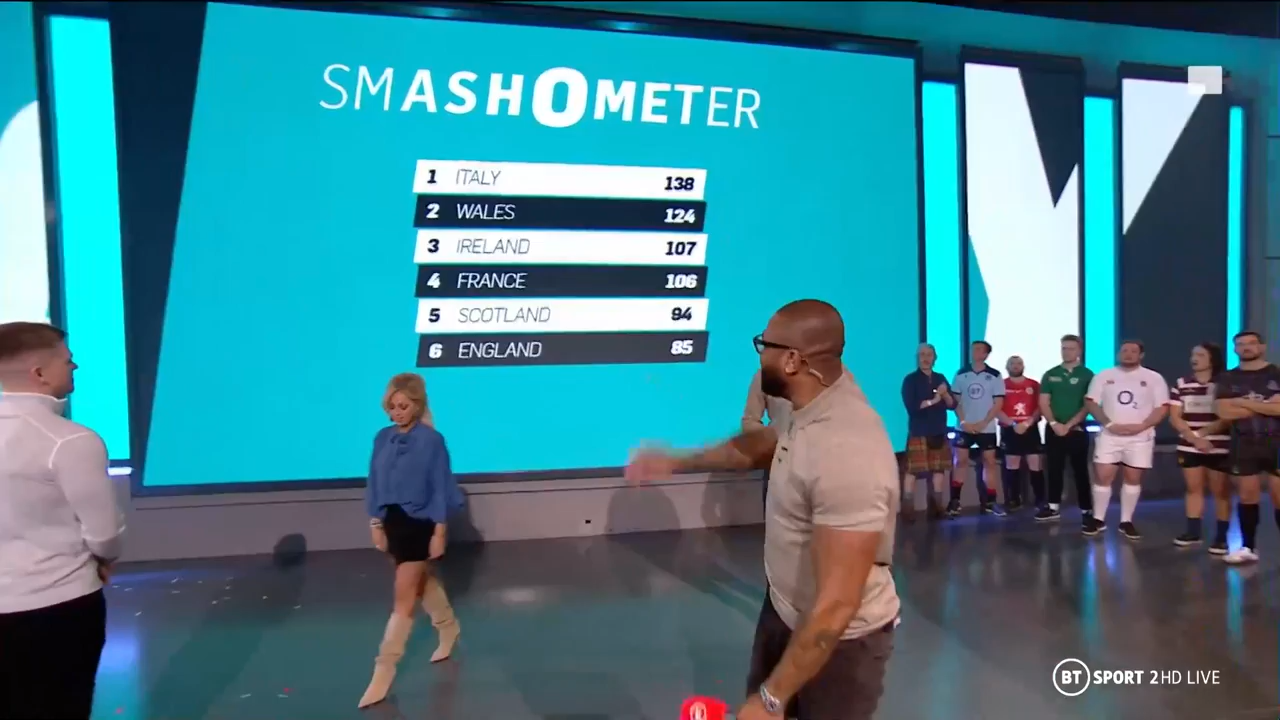 SMASHOMETER
1 ITALY 138
2 WALES 124
3 IRELAND 107
4 FRANCE 106
5 SCOTLAND 94
6 ENGLAND 85
O2
BT
BT SPORT 2HD LIVE